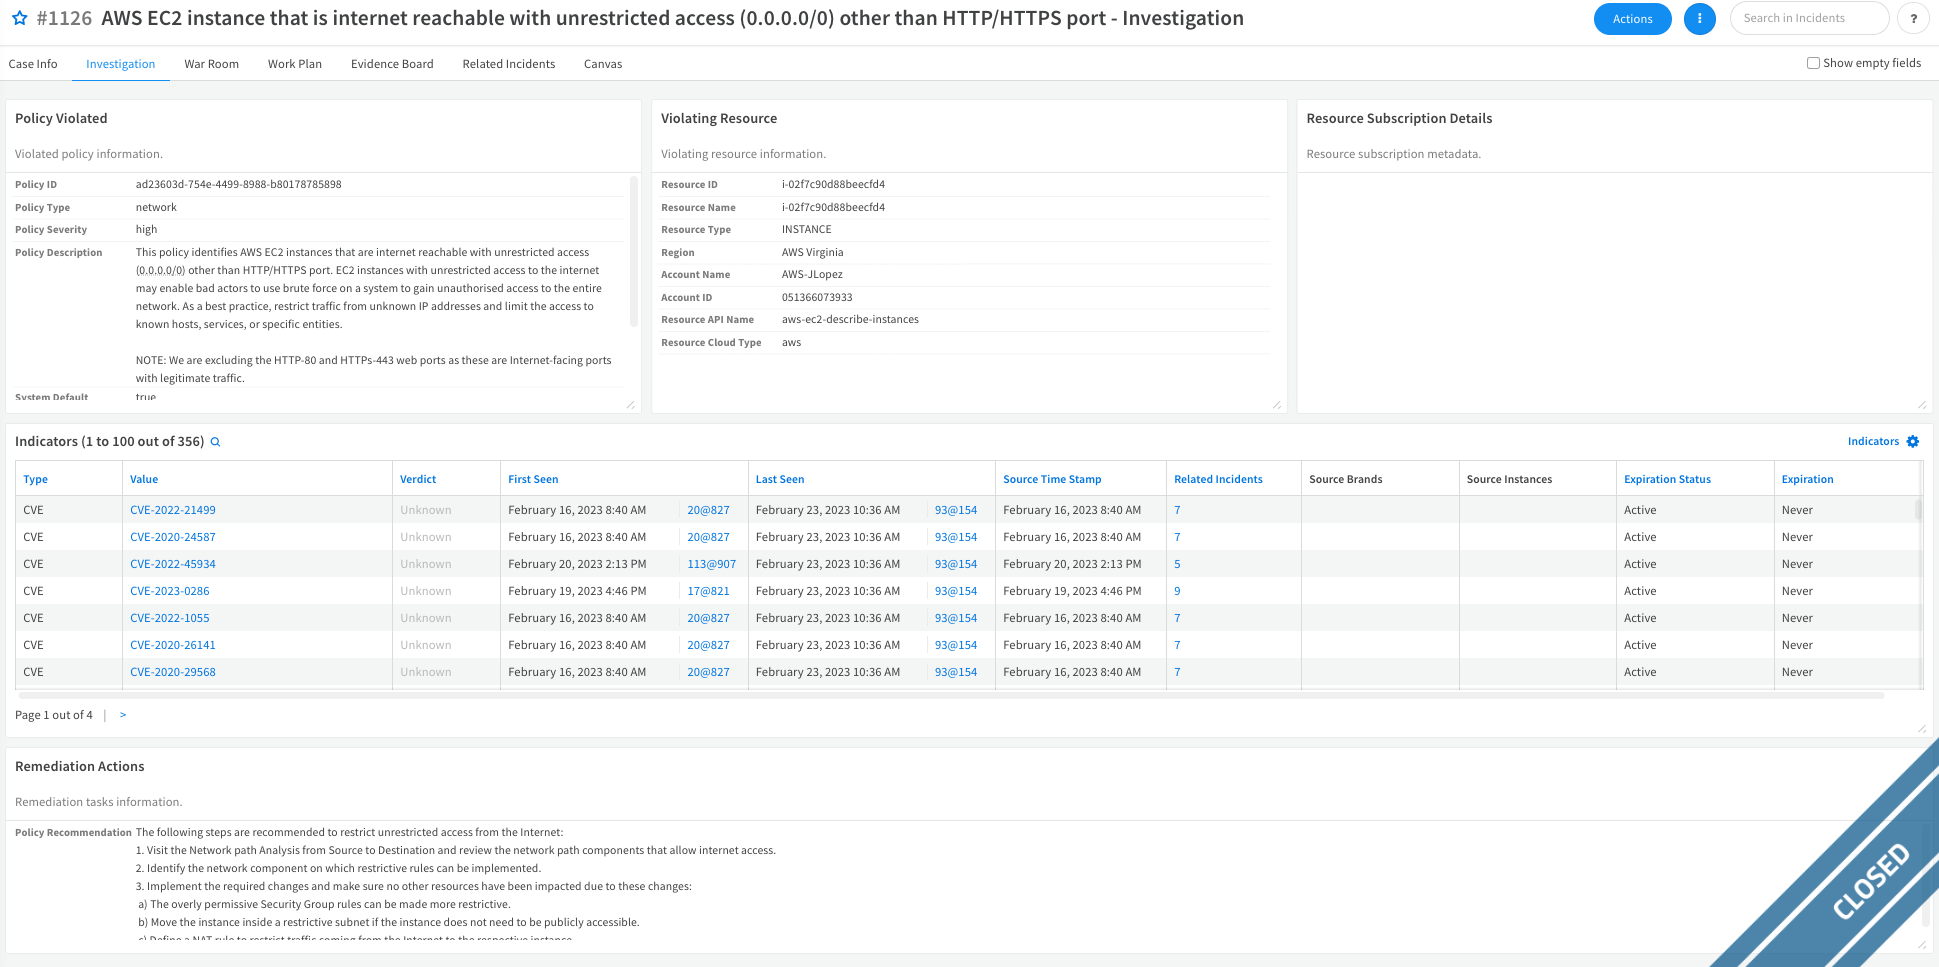 #1126 AWS EC2 instance that is internet reachable with unrestricted access (0.0.0.0/0) other than HTTP/HTTPS port - Investigation
Actions
Search in Incidents
?
Case Info Investigation War Room Work Plan Evidence Board Related Incidents Canvas
Show empty fields
Policy Violated
Violated policy information.
Policy ID ad23603d-754e-4499-8988-b80178785898
Policy Type network
Policy Severity high
Policy Description This policy identifies AWS EC2 instances that are internet reachable with unrestricted access
(0.0.0.0/0) other than HTTP/HTTPS port. EC2 instances with unrestricted access to the internet
may enable bad actors to use brute force on a system to gain unauthorised access to the entire
network. As a best practice, restrict traffic from unknown IP addresses and limit the access to
known hosts, services, or specific entities.
NOTE: We are excluding the HTTP-80 and HTTPs-443 web ports as these are Internet-facing ports
with legitimate traffic.
System Default true
Violating Resource
Violating resource information.
Resource ID i-02f7c90d88beecfd4
Resource Name i-02f7c90d88beecfd4
Resource Type INSTANCE
Region AWS Virginia
Account Name AWS-JLopez
Account ID 051366073933
Resource API Name aws-ec2-describe-instances
Resource Cloud Type aws
Resource Subscription Details
Resource subscription metadata.
Indicators (1 to 100 out of 356)
Indicators
Type Value Verdict First Seen Last Seen Source Time Stamp Related Incidents Source Brands Source Instances Expiration Status Expiration
CVE CVE-2022-21499 Unknown February 16, 2023 8:40 AM 20@827 February 23, 2023 10:36 AM 93@154 February 16, 2023 8:40 AM 7 Active Never
CVE CVE-2020-24587 Unknown February 16, 2023 8:40 AM 20@827 February 23, 2023 10:36 AM 93@154 February 16, 2023 8:40 AM 7 Active Never
CVE CVE-2022-45934 Unknown February 20, 2023 2:13 PM 113@907 February 23, 2023 10:36 AM 93@154 February 20, 2023 2:13 PM 5 Active Never
CVE CVE-2023-0286 Unknown February 19, 2023 4:46 PM 17@821 February 23, 2023 10:36 AM 93@154 February 19, 2023 4:46 PM 9 Active Never
CVE CVE-2022-1055 Unknown February 16, 2023 8:40 AM 20@827 February 23, 2023 10:36 AM 93@154 February 16, 2023 8:40 AM 7 Active Never
CVE CVE-2020-26141 Unknown February 16, 2023 8:40 AM 20@827 February 23, 2023 10:36 AM 93@154 February 16, 2023 8:40 AM 7 Active Never
CVE CVE-2020-29568 Unknown February 16, 2023 8:40 AM 20@827 February 23, 2023 10:36 AM 93@154 February 16, 2023 8:40 AM 7 Active Never
Page 1 out of 4 | >
Remediation Actions
Remediation tasks information.
Policy Recommendation The following steps are recommended to restrict unrestricted access from the Internet:
1. Visit the Network path Analysis from Source to Destination and review the network path components that allow internet access.
2. Identify the network component on which restrictive rules can be implemented.
3. Implement the required changes and make sure no other resources have been impacted due to these changes:
a) The overly permissive Security Group rules can be made more restrictive.
b) Move the instance inside a restrictive subnet if the instance does not need to be publicly accessible.
c) Define a NAT rule to restrict traffic coming from the Internet to the respective instance.
CLOSED